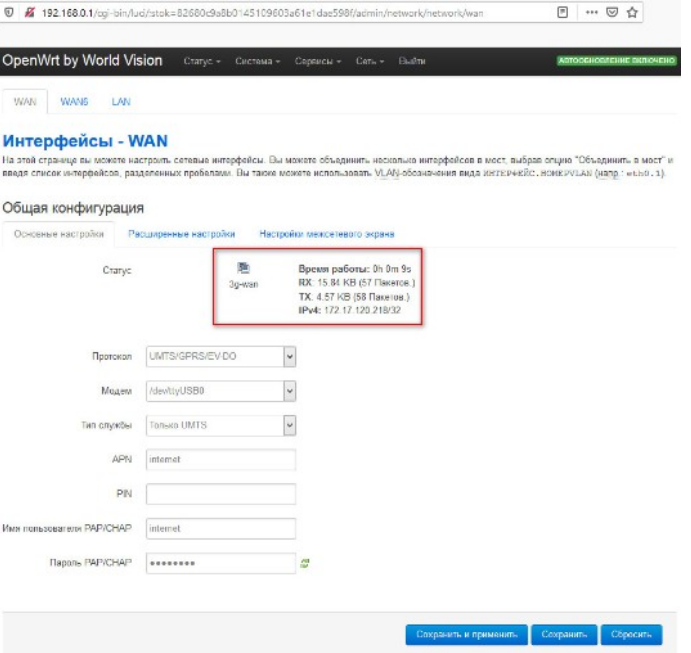 192.168.0.1/cgi-bin/luci/;stok=82680c9a8b0145109603a61e1dae598f/admin/network/network/wan
OpenWrt by World Vision Статус Система Сервисы Сеть Выйти АВТООБНОВЛЕНИЕ ВКЛЮЧЕНО
WAN WAN6 LAN
Интерфейсы - WAN
На этой странице вы можете настроить сетевые интерфейсы. Вы можете объединить несколько интерфейсов в мост, выбрав опцию "Объединить в мост" и
введя список интерфейсов, разделенных пробелами. Вы также можете использовать VLAN-обозначения вида ИНТЕРФЕЙС.НОМЕРVLAN (напр.: eth0.1).
Общая конфигурация
Основные настройки Расширенные настройки Настройки межсетевого экрана
Статус
3g-wan
Время работы: 0h 0m 9s
RX: 15.84 KB (57 Пакетов.)
TX: 4.57 KB (58 Пакетов.)
IPv4: 172.17.120.218/32
Протокол UMTS/GPRS/EV-DO
Модем /dev/ttyUSB0
Тип службы Только UMTS
APN internet
PIN
Имя пользователя PAP/CHAP internet
Пароль PAP/CHAP ••••••••
Сохранить и применить Сохранить Сбросить